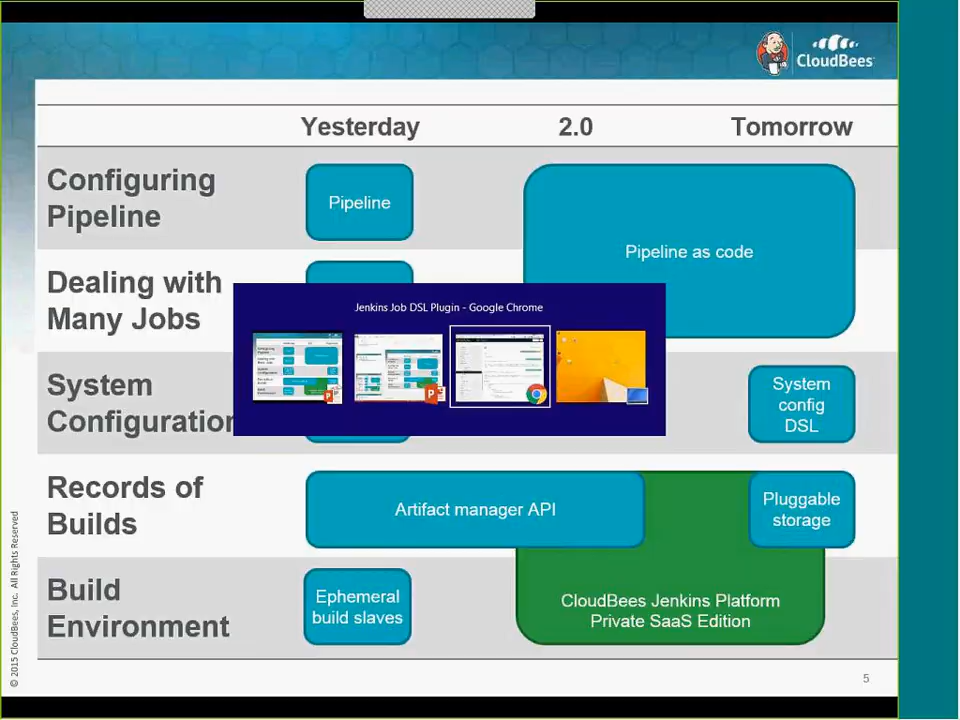 CloudBees
Yesterday 2.0 Tomorrow
Configuring
Pipeline
Pipeline
Pipeline as code
Dealing with
Many Jobs
Jenkins Job DSL Plugin - Google Chrome
System
Configuration
System
config
DSL
Records of
Builds
Artifact manager API
Pluggable
storage
Build
Environment
Ephemeral
build slaves
CloudBees Jenkins Platform
Private SaaS Edition
© 2015 CloudBees, Inc. All Rights Reserved
5